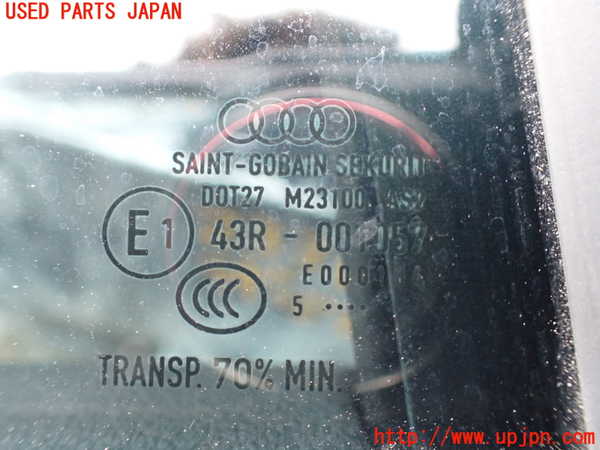 USED PARTS JAPAN
SAINT-GOBAIN SEKURIT
DOT27
E1 43R -
CCC
5 ····
TRANSP. 70% MIN.
http://www.upjpn.com/